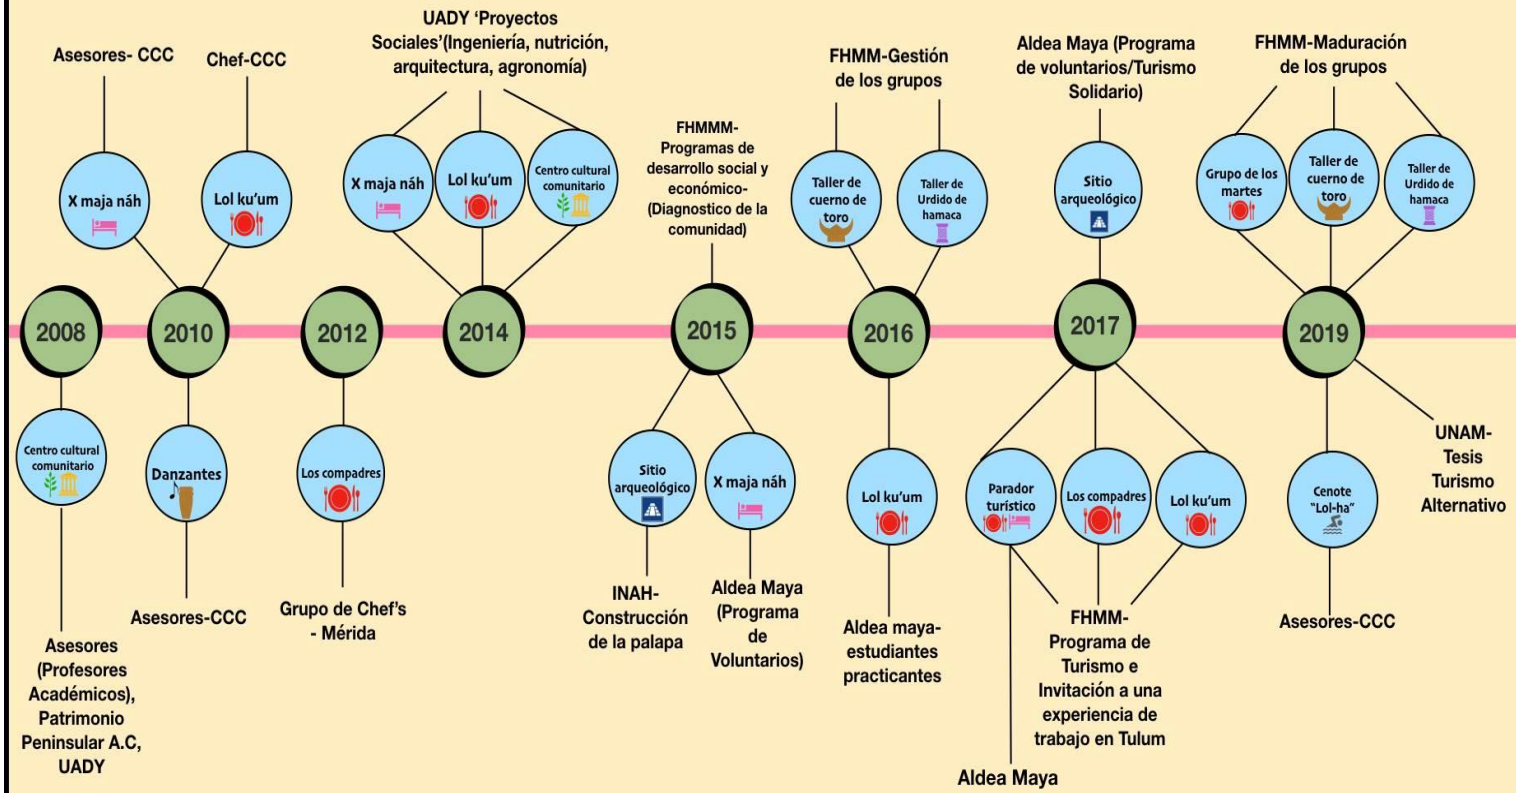 Asesores- CCC
Chef-CCC
UADY ‘Proyectos
Sociales’(Ingeniería, nutrición,
arquitectura, agronomía)
FHMMM-
Programas de
desarrollo social y
económico-
(Diagnostico de la
comunidad)
FHMM-Gestión
de los grupos
Aldea Maya (Programa
de voluntarios/Turismo
Solidario)
FHMM-Maduración
de los grupos
X maja náh
Lol ku’um
X maja náh
Lol ku’um
Centro cultural
comunitario
Taller de
cuerno de
toro
Taller de
Urdido de
hamaca
Sitio
arqueológico
Grupo de los
martes
Taller de
cuerno de
toro
Taller de
Urdido de
hamaca
2008
2010
2012
2014
2015
2016
2017
2019
Centro cultural
comunitario
Danzantes
Los compadres
Sitio
arqueológico
X maja náh
Lol ku’um
Parador
turístico
Los compadres
Lol ku’um
Cenote
“Lol-ha”
UNAM-
Tesis
Turismo
Alternativo
Asesores
(Profesores
Académicos),
Patrimonio
Peninsular A.C,
UADY
Asesores-CCC
Grupo de Chef’s
- Mérida
INAH-
Construcción
de la palapa
Aldea Maya
(Programa
de
Voluntarios)
Aldea maya-
estudiantes
practicantes
FHMM-
Programa de
Turismo e
Invitación a una
experiencia de
trabajo en Tulum
Aldea Maya
Asesores-CCC